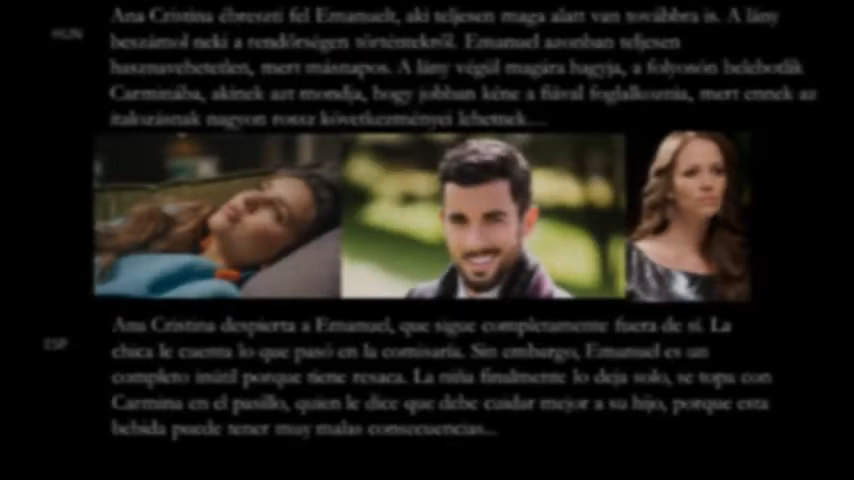 HUN
Ana Cristina ébreszti fel Emanuelt, aki teljesen maga alatt van továbbra is. A lány
beszámol neki a rendőrségen történtekről. Emanuel azonban teljesen
hasznavehetetlen, mert másnapos. A lány végül magára hagyja, a folyosón belebotlik
Carminába, akinek azt mondja, hogy jobban kéne a fiával foglalkoznia, mert ennek az
italozásnak nagyon rossz következményei lehetnek...
ESP
Ana Cristina despierta a Emanuel, que sigue completamente fuera de sí. La
chica le cuenta lo que pasó en la comisaría. Sin embargo, Emanuel es un
completo inútil porque tiene resaca. La niña finalmente lo deja solo, se topa con
Carmina en el pasillo, quien le dice que debe cuidar mejor a su hijo, porque esta
bebida puede tener muy malas consecuencias...